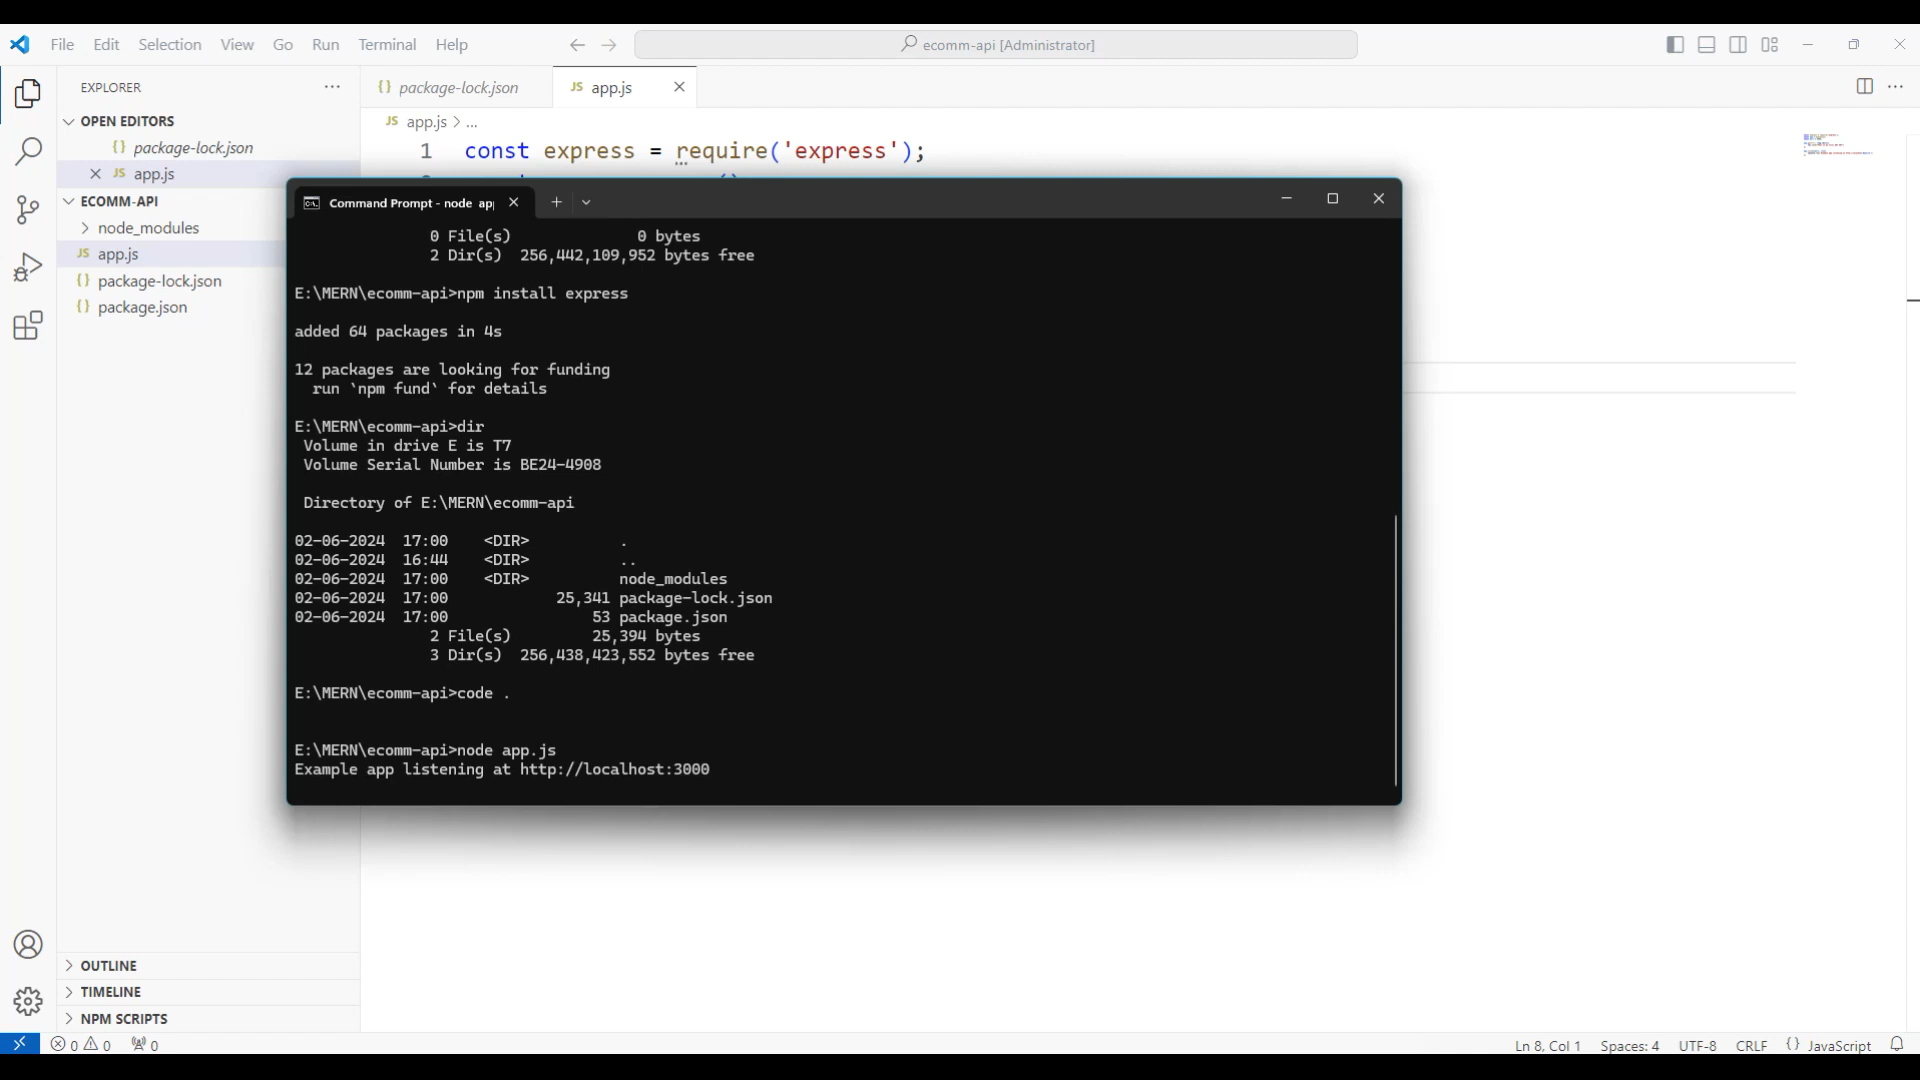 File Edit Selection View Go Run Terminal Help
ecomm-api [Administrator]
EXPLORER
OPEN EDITORS
{} package-lock.json
JS app.js
ECOMM-API
node_modules
JS app.js
{} package-lock.json
{} package.json
OUTLINE
TIMELINE
NPM SCRIPTS
{} package-lock.json
JS app.js
JS app.js > ...
1 const express = require('express');
Command Prompt - node
0 File(s) 0 bytes
2 Dir(s) 256,442,109,952 bytes free
E:\MERN\ecomm-api>npm install express
added 64 packages in 4s
12 packages are looking for funding
run `npm fund` for details
E:\MERN\ecomm-api>dir
Volume in drive E is T7
Volume Serial Number is BE24-4908
Directory of E:\MERN\ecomm-api
02-06-2024 17:00 <DIR> .
02-06-2024 16:44 <DIR> ..
02-06-2024 17:00 <DIR> node_modules
02-06-2024 17:00 25,341 package-lock.json
02-06-2024 17:00 53 package.json
2 File(s) 25,394 bytes
3 Dir(s) 256,438,423,552 bytes free
E:\MERN\ecomm-api>code .
E:\MERN\ecomm-api>node app.js
Example app listening at http://localhost:3000
0 0 0
Ln 8, Col 1 Spaces: 4 UTF-8 CRLF {} JavaScript